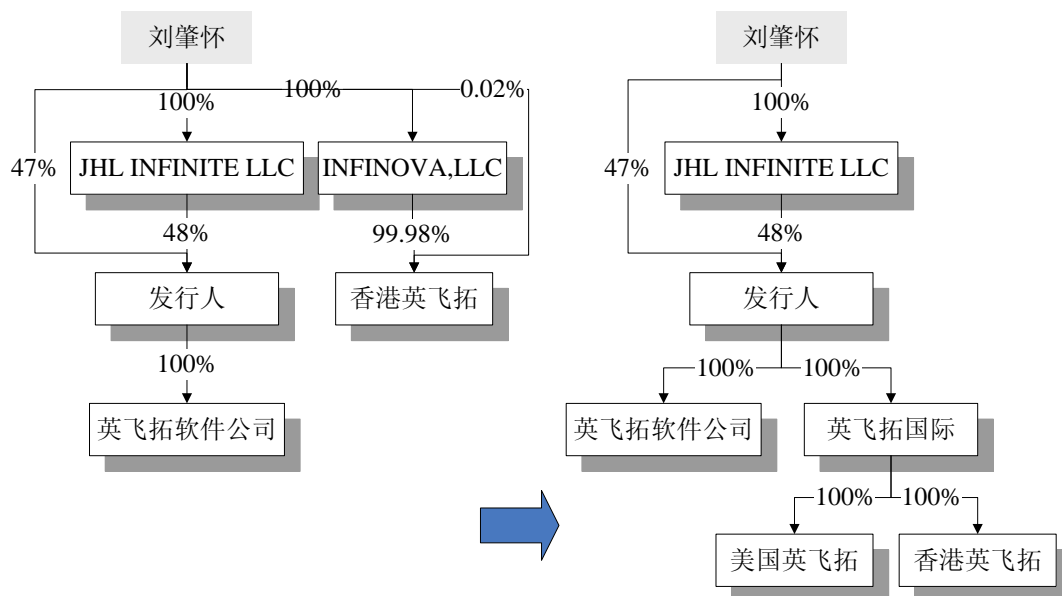 刘肇怀
100%
100%
0.02%
47%
JHL INFINITE LLC
INFINOVA,LLC
48%
99.98%
发行人
香港英飞拓
100%
英飞拓软件公司
刘肇怀
100%
47%
JHL INFINITE LLC
48%
发行人
100%
100%
英飞拓软件公司
英飞拓国际
100%
100%
美国英飞拓
香港英飞拓